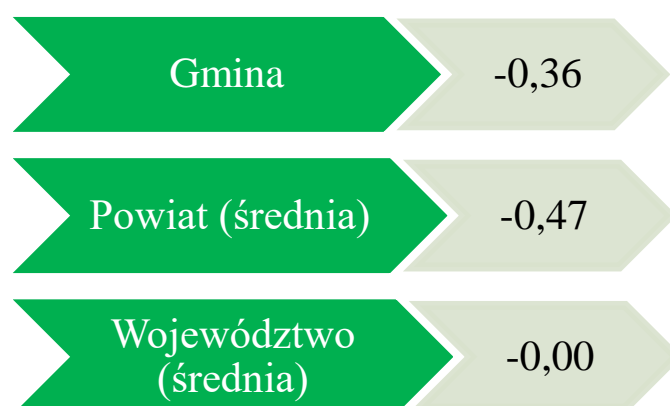 Gmina
-0,36
Powiat (średnia)
-0,47
Województwo
(średnia)
-0,00